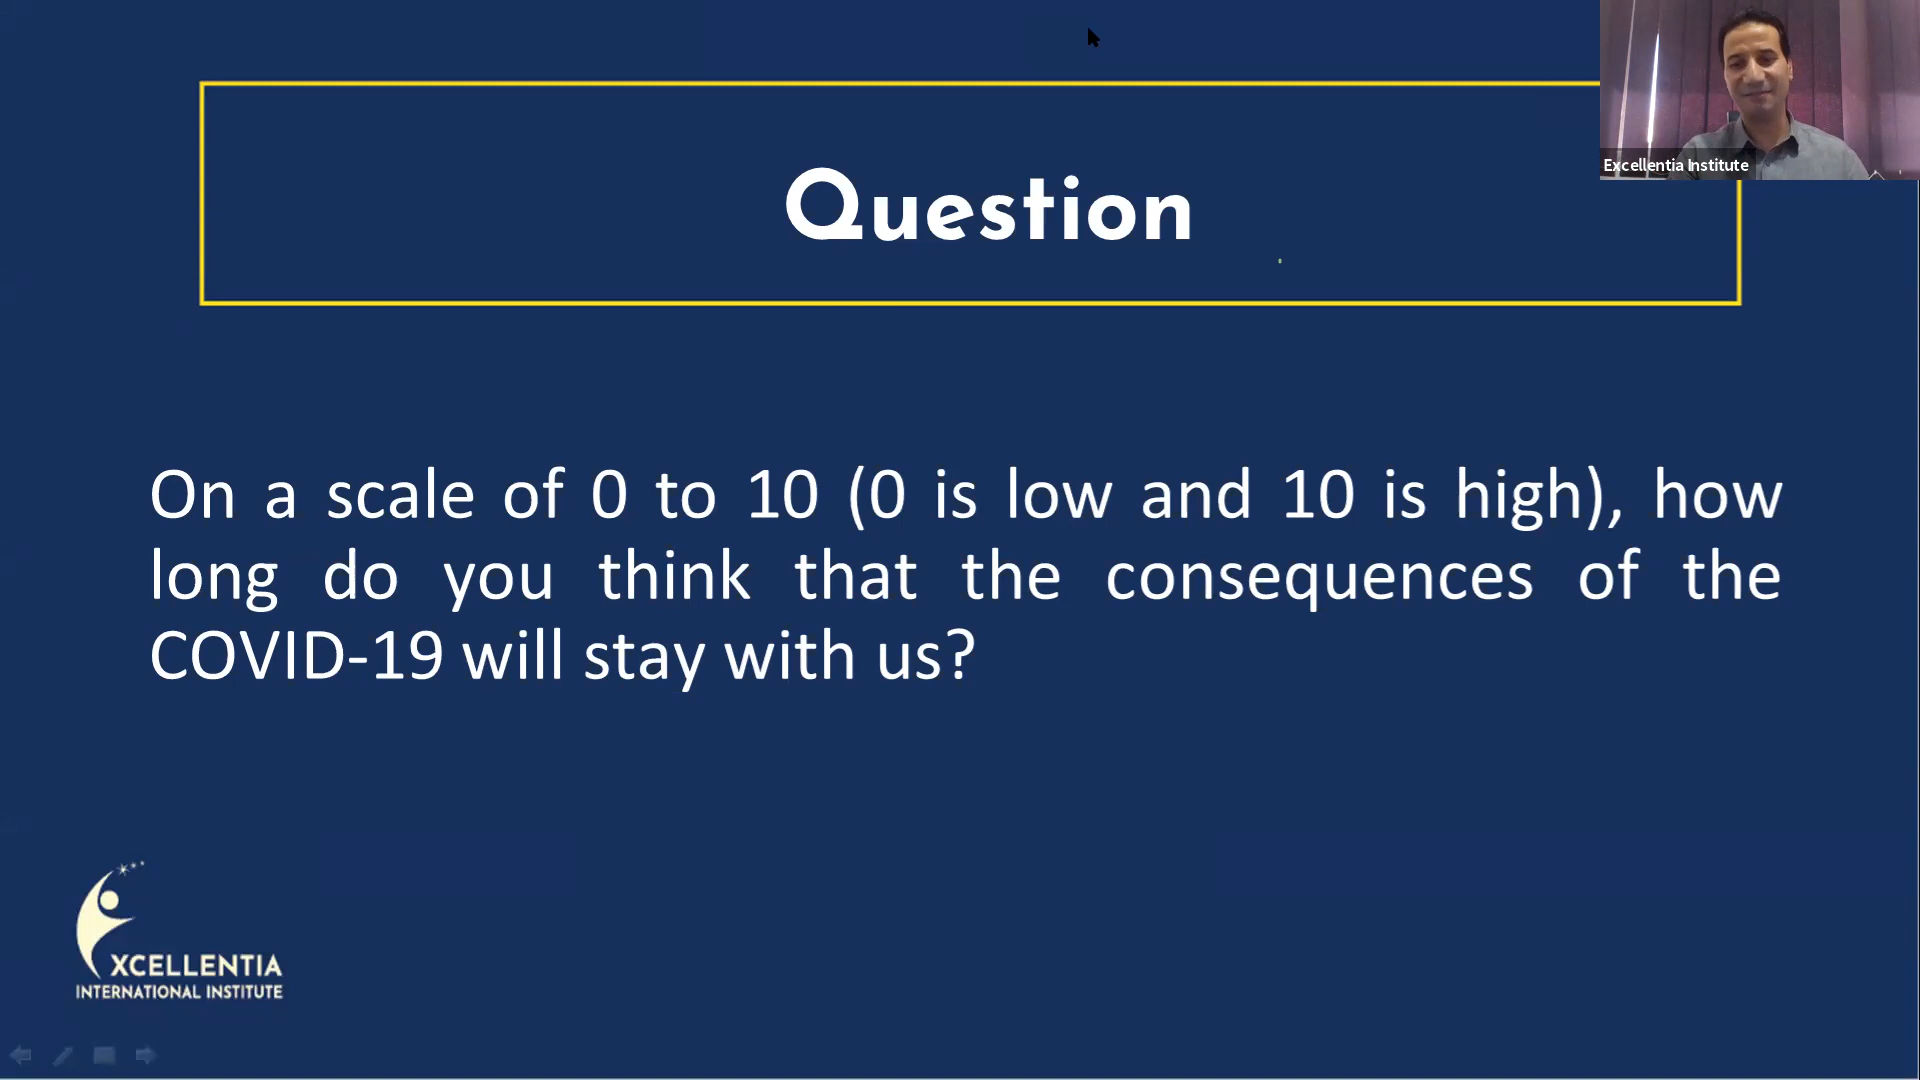 Excellentia Institute
Question
On a scale of 0 to 10 (0 is low and 10 is high), how
long do you think that the consequences of the
COVID-19 will stay with us?
XCELLENTIA
INTERNATIONAL INSTITUTE